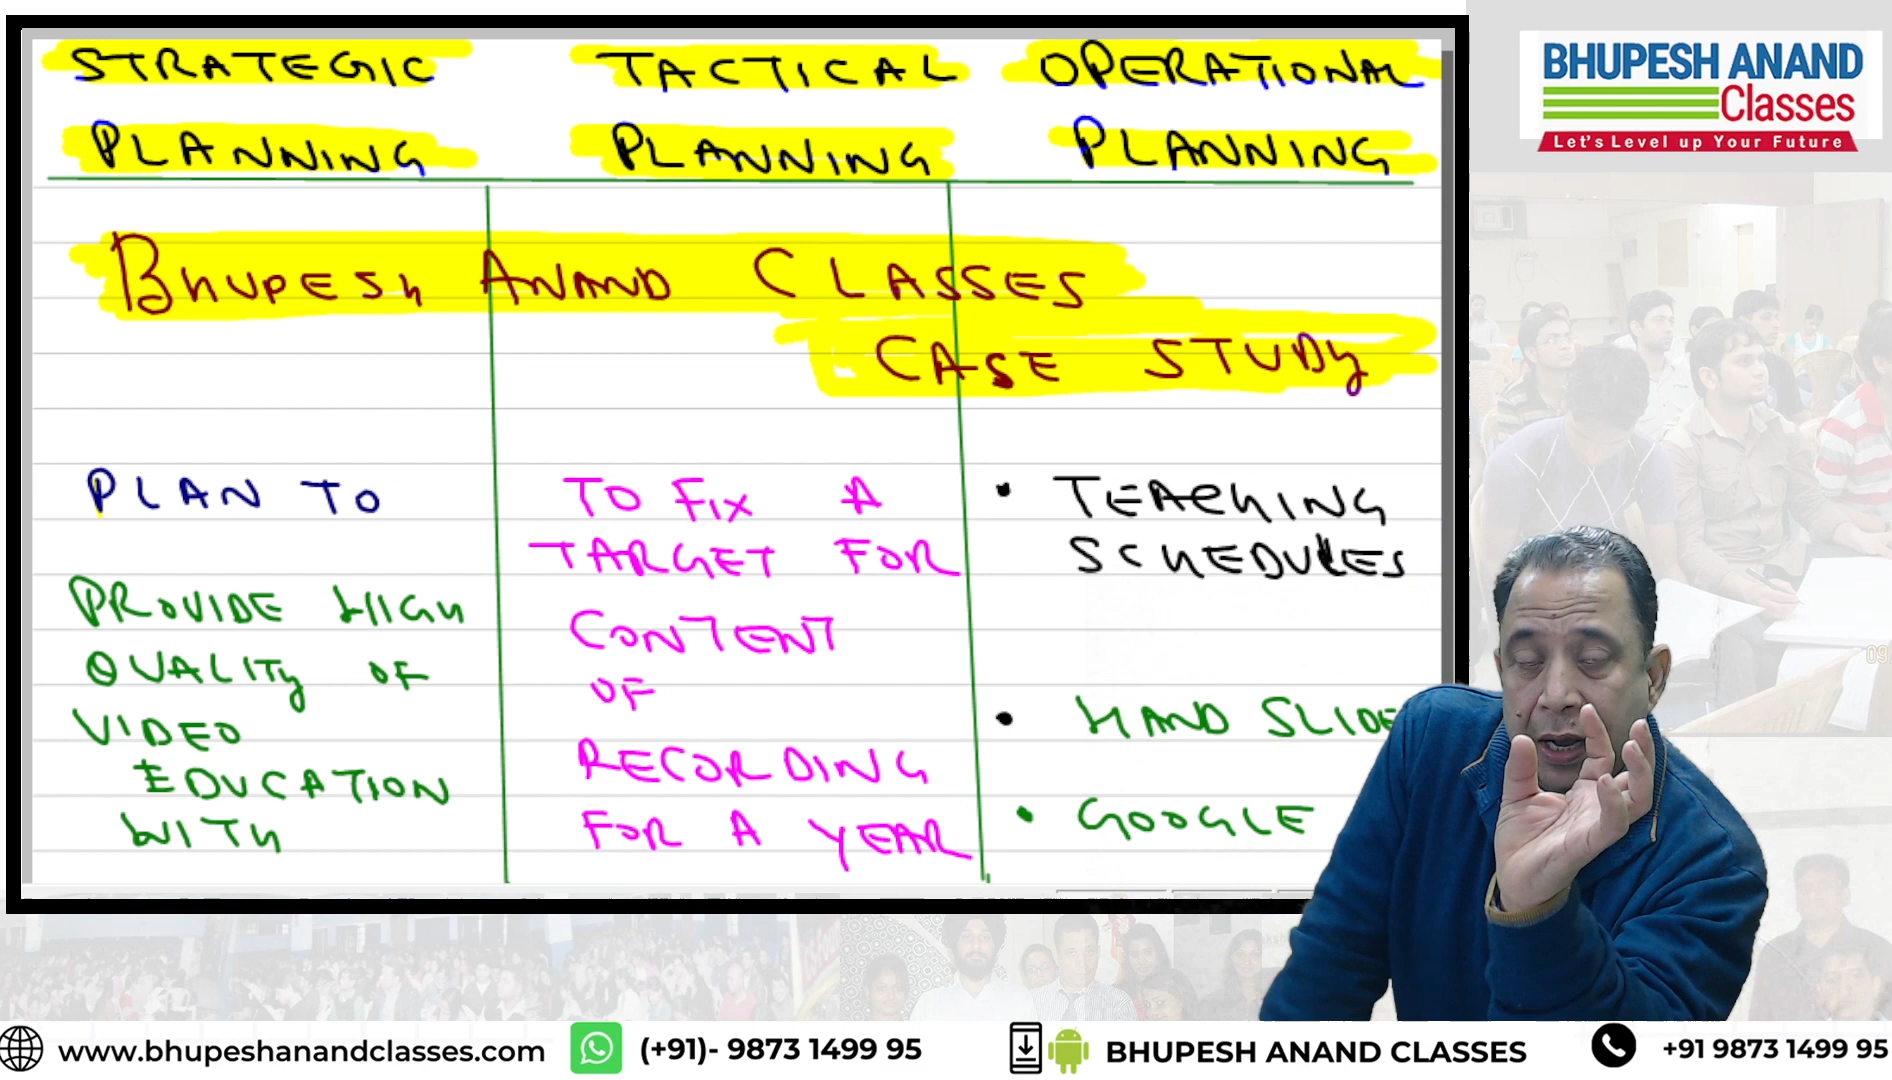 STRATEGIC
PLANNING
TACTICAL
PLANNING
OPERATIONAL
PLANNING
BHUPESH ANAND CLASSES
CASE STUDY
PLAN TO
PROVIDE HIGH
QUALITY OF
VIDEO
EDUCATION
WITH
TO FIX A
TARGET FOR
CONTENT
OF
RECORDING
FOR A YEAR
• TEACHING
SCHEDULES
• HAND SLIDE
• GOOGLE
BHUPESH ANAND
Classes
Let's Level up Your Future
09
www.bhupeshanandclasses.com
(+91)- 9873 1499 95
BHUPESH ANAND CLASSES
+91 9873 1499 95